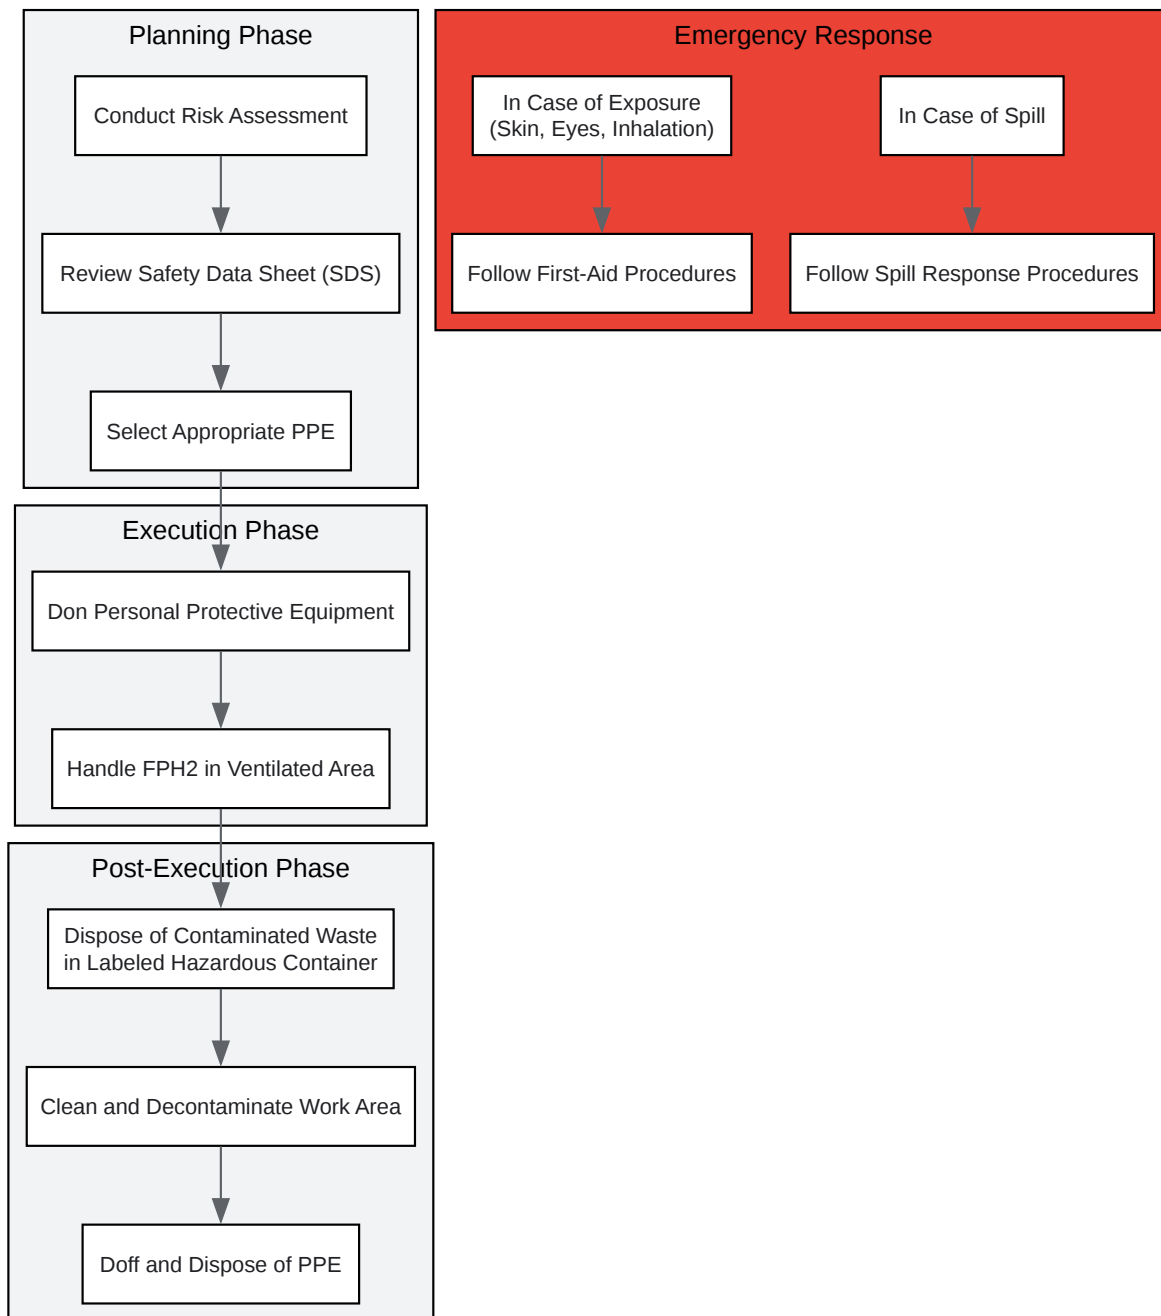 Planning Phase
Conduct Risk Assessment
Review Safety Data Sheet (SDS)
Select Appropriate PPE
Execution Phase
Don Personal Protective Equipment
Handle FPH2 in Ventilated Area
Post-Execution Phase
Dispose of Contaminated Waste
in Labeled Hazardous Container
Clean and Decontaminate Work Area
Doff and Dispose of PPE
Emergency Response
In Case of Exposure
(Skin, Eyes, Inhalation)
Follow First-Aid Procedures
In Case of Spill
Follow Spill Response Procedures